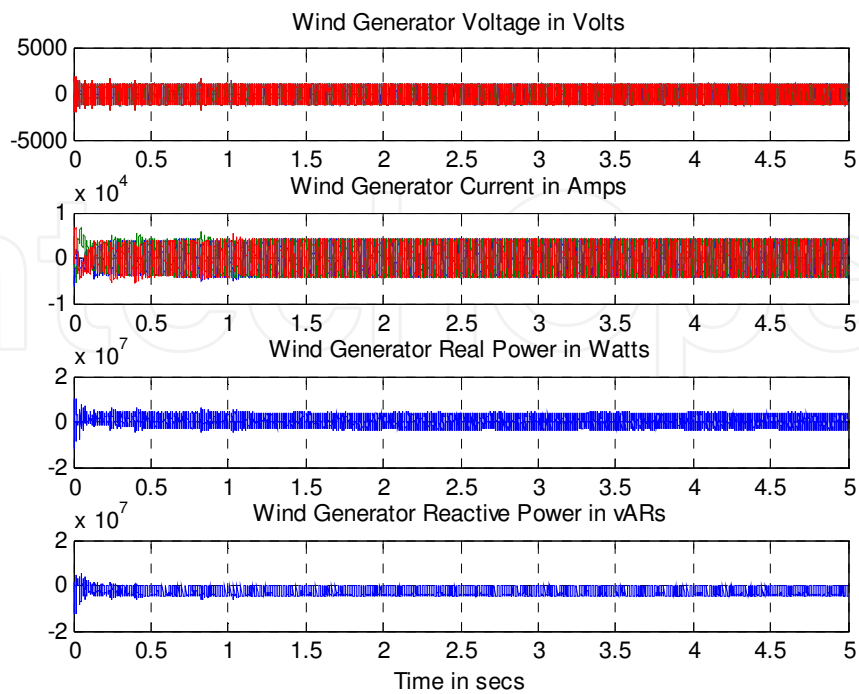 Wind Generator Voltage in Volts
5000
0
-5000
0 0.5 1 1.5 2 2.5 3 3.5 4 4.5 5
Wind Generator Current in Amps
x 10^4
1
0
-1
0 0.5 1 1.5 2 2.5 3 3.5 4 4.5 5
Wind Generator Real Power in Watts
x 10^7
2
0
-2
0 0.5 1 1.5 2 2.5 3 3.5 4 4.5 5
Wind Generator Reactive Power in vARs
x 10^7
2
0
-2
0 0.5 1 1.5 2 2.5 3 3.5 4 4.5 5
Time in secs